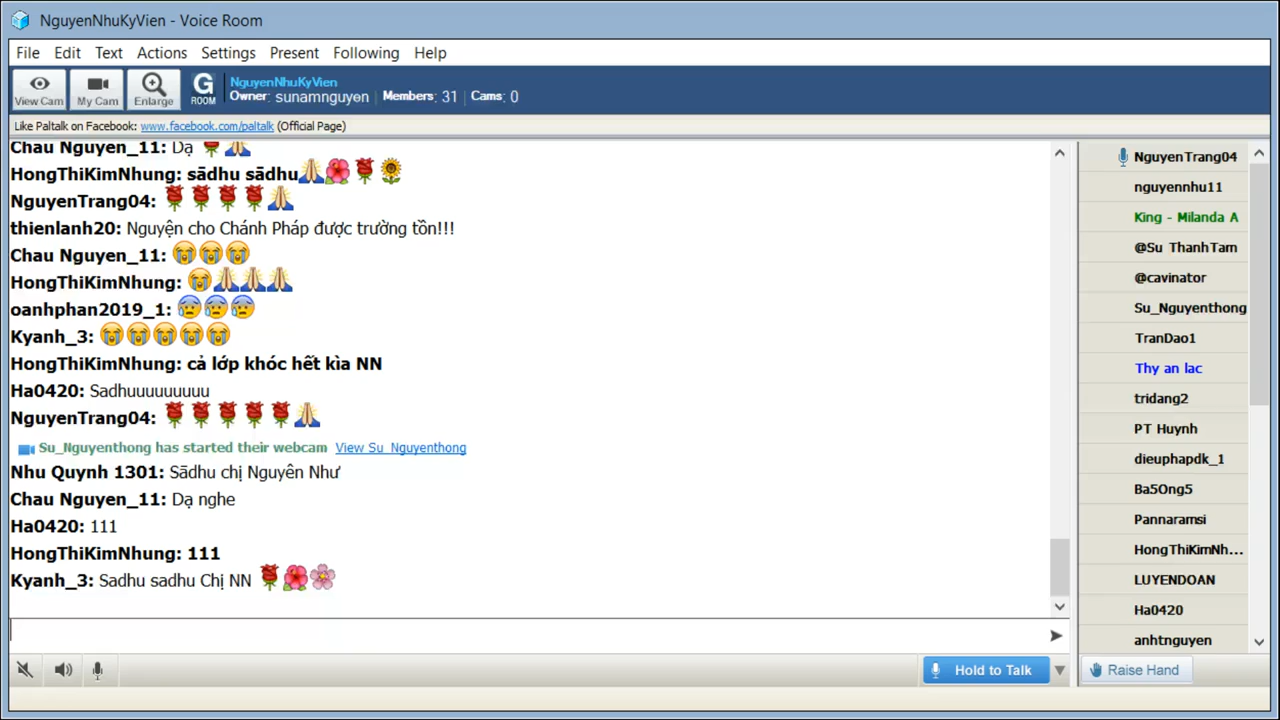 NguyenNhuKyVien - Voice Room
File Edit Text Actions Settings Present Following Help
View Cam My Cam Enlarge G ROOM
NguyenNhuKyVien
Owner: sunamnguyen | Members: 31 | Cams: 0
Like Paltalk on Facebook: www.facebook.com/paltalk (Official Page)
Chau Nguyen_11: Dạ 🌹🙏
HongThiKimNhung: sādhu sādhu🙏🌺🌹🌻
NguyenTrang04: 🌹🌹🌹🌹🙏
thienlanh20: Nguyện cho Chánh Pháp được trường tồn!!!
Chau Nguyen_11: 😭😭😭
HongThiKimNhung: 😭🙏🙏🙏
oanhphan2019_1: 😰😰😰
Kyanh_3: 😭😭😭😭😭
HongThiKimNhung: cả lớp khóc hết kìa NN
Ha0420: Sadhuuuuuuuuu
NguyenTrang04: 🌹🌹🌹🌹🌹🙏
Su_Nguyenthong has started their webcam View Su_Nguyenthong
Nhu Quynh 1301: Sādhu chị Nguyên Như
Chau Nguyen_11: Dạ nghe
Ha0420: 111
HongThiKimNhung: 111
Kyanh_3: Sadhu sadhu Chị NN 🌹🌺🌸
Hold to Talk
NguyenTrang04
nguyennhu11
King - Milanda A
@Su ThanhTam
@cavinator
Su_Nguyenthong
TranDao1
Thy an lac
tridang2
PT Huynh
dieuphapdk_1
Ba5Ong5
Pannaramsi
HongThiKimNh...
LUYENDOAN
Ha0420
anhtnguyen
Raise Hand